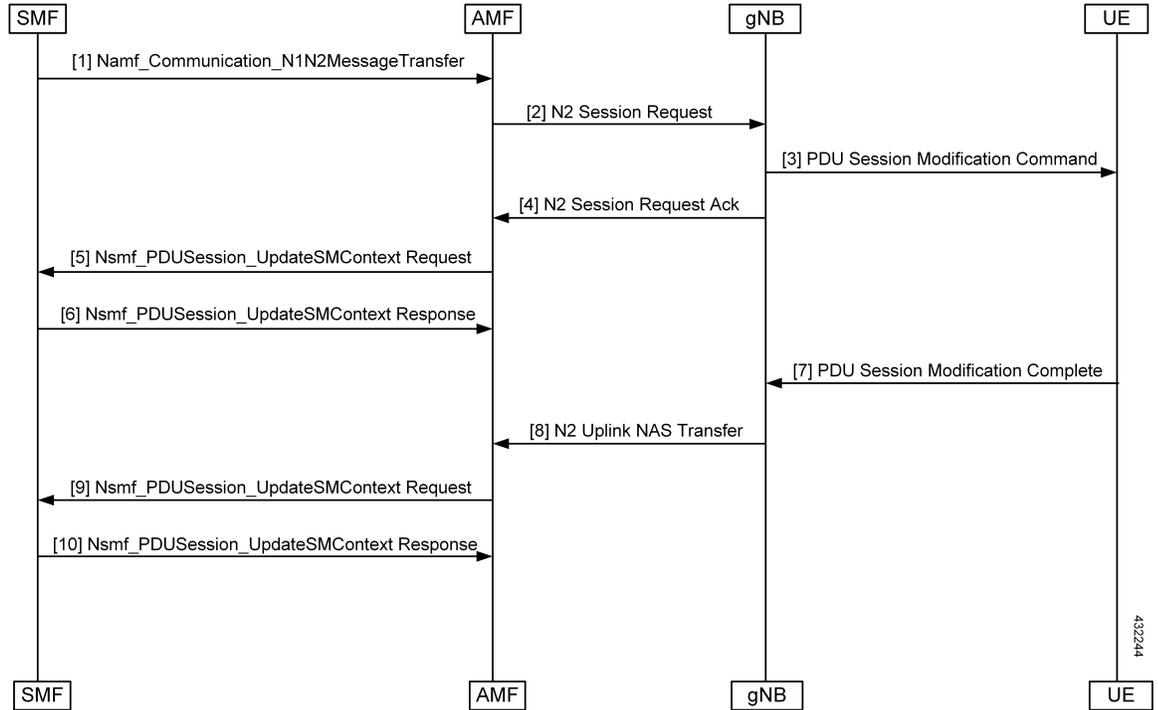 SMF
AMF
gNB
UE
[1] Namf_Communication_N1N2MessageTransfer
[2] N2 Session Request
[3] PDU Session Modification Command
[4] N2 Session Request Ack
[5] Nsmf_PDUSession_UpdateSMContext Request
[6] Nsmf_PDUSession_UpdateSMContext Response
[7] PDU Session Modification Complete
[8] N2 Uplink NAS Transfer
[9] Nsmf_PDUSession_UpdateSMContext Request
[10] Nsmf_PDUSession_UpdateSMContext Response
432244
SMF
AMF
gNB
UE